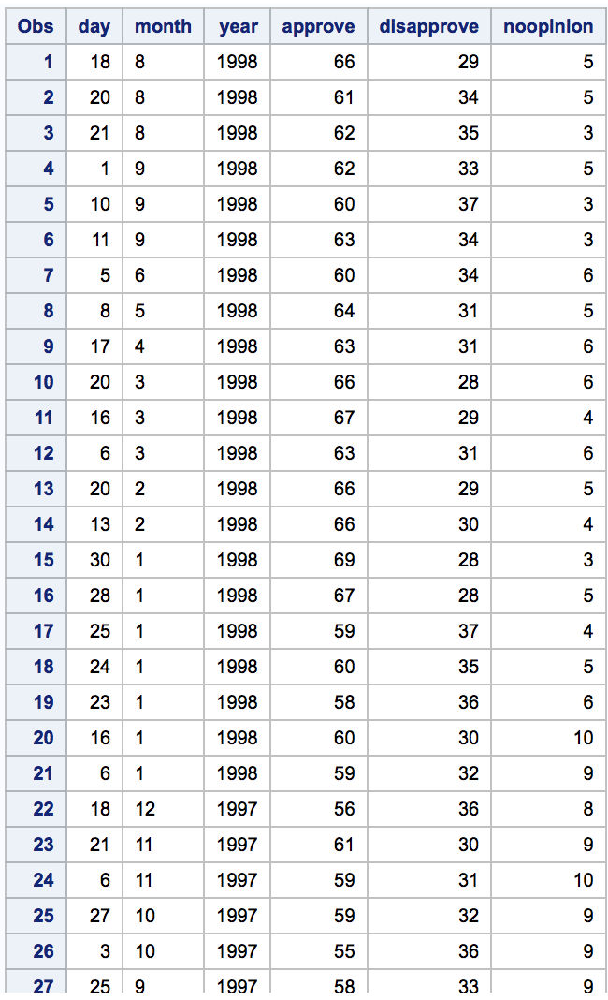 Obs day month year approve disapprove noopinion
1 18 8 1998 66 29 5
2 20 8 1998 61 34 5
3 21 8 1998 62 35 3
4 1 9 1998 62 33 5
5 10 9 1998 60 37 3
6 11 9 1998 63 34 3
7 5 6 1998 60 34 6
8 8 5 1998 64 31 5
9 17 4 1998 63 31 6
10 20 3 1998 66 28 6
11 16 3 1998 67 29 4
12 6 3 1998 63 31 6
13 20 2 1998 66 29 5
14 13 2 1998 66 30 4
15 30 1 1998 69 28 3
16 28 1 1998 67 28 5
17 25 1 1998 59 37 4
18 24 1 1998 60 35 5
19 23 1 1998 58 36 6
20 16 1 1998 60 30 10
21 6 1 1998 59 32 9
22 18 12 1997 56 36 8
23 21 11 1997 61 30 9
24 6 11 1997 59 31 10
25 27 10 1997 59 32 9
26 3 10 1997 55 36 9
27 25 9 1997 58 33 9